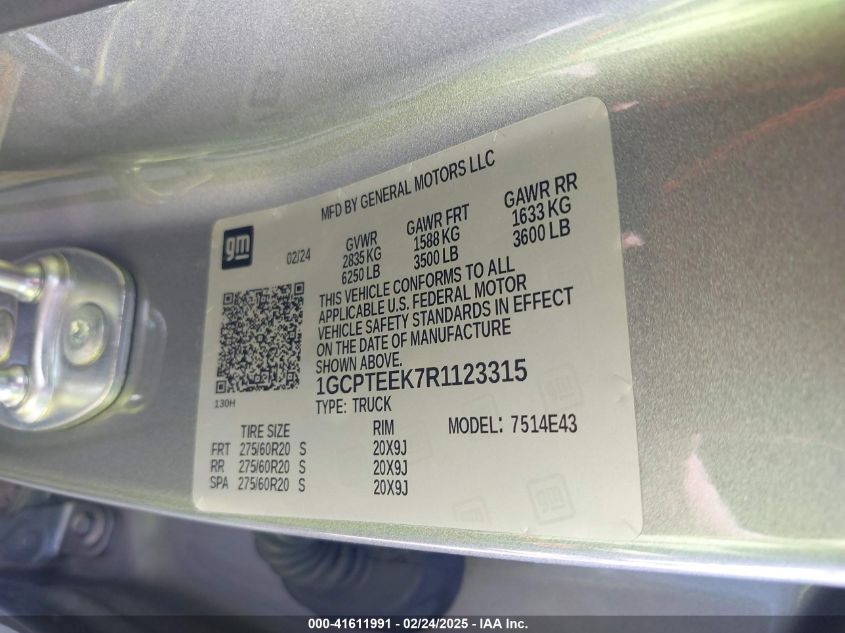 MFD BY GENERAL MOTORS LLC
gm
02/24
GVWR
2835 KG
6250 LB
GAWR FRT
1588 KG
3500 LB
GAWR RR
1633 KG
3600 LB
THIS VEHICLE CONFORMS TO ALL
APPLICABLE U.S. FEDERAL MOTOR
VEHICLE SAFETY STANDARDS IN EFFECT
ON THE DATE OF MANUFACTURE
SHOWN ABOVE.
130H
1GCPTEEK7R1123315
TYPE: TRUCK
MODEL: 7514E43
TIRE SIZE RIM
FRT 275/60R20 S 20X9J
RR 275/60R20 S 20X9J
SPA 275/60R20 S 20X9J
gm
000-41611991 - 02/24/2025 - IAA Inc.